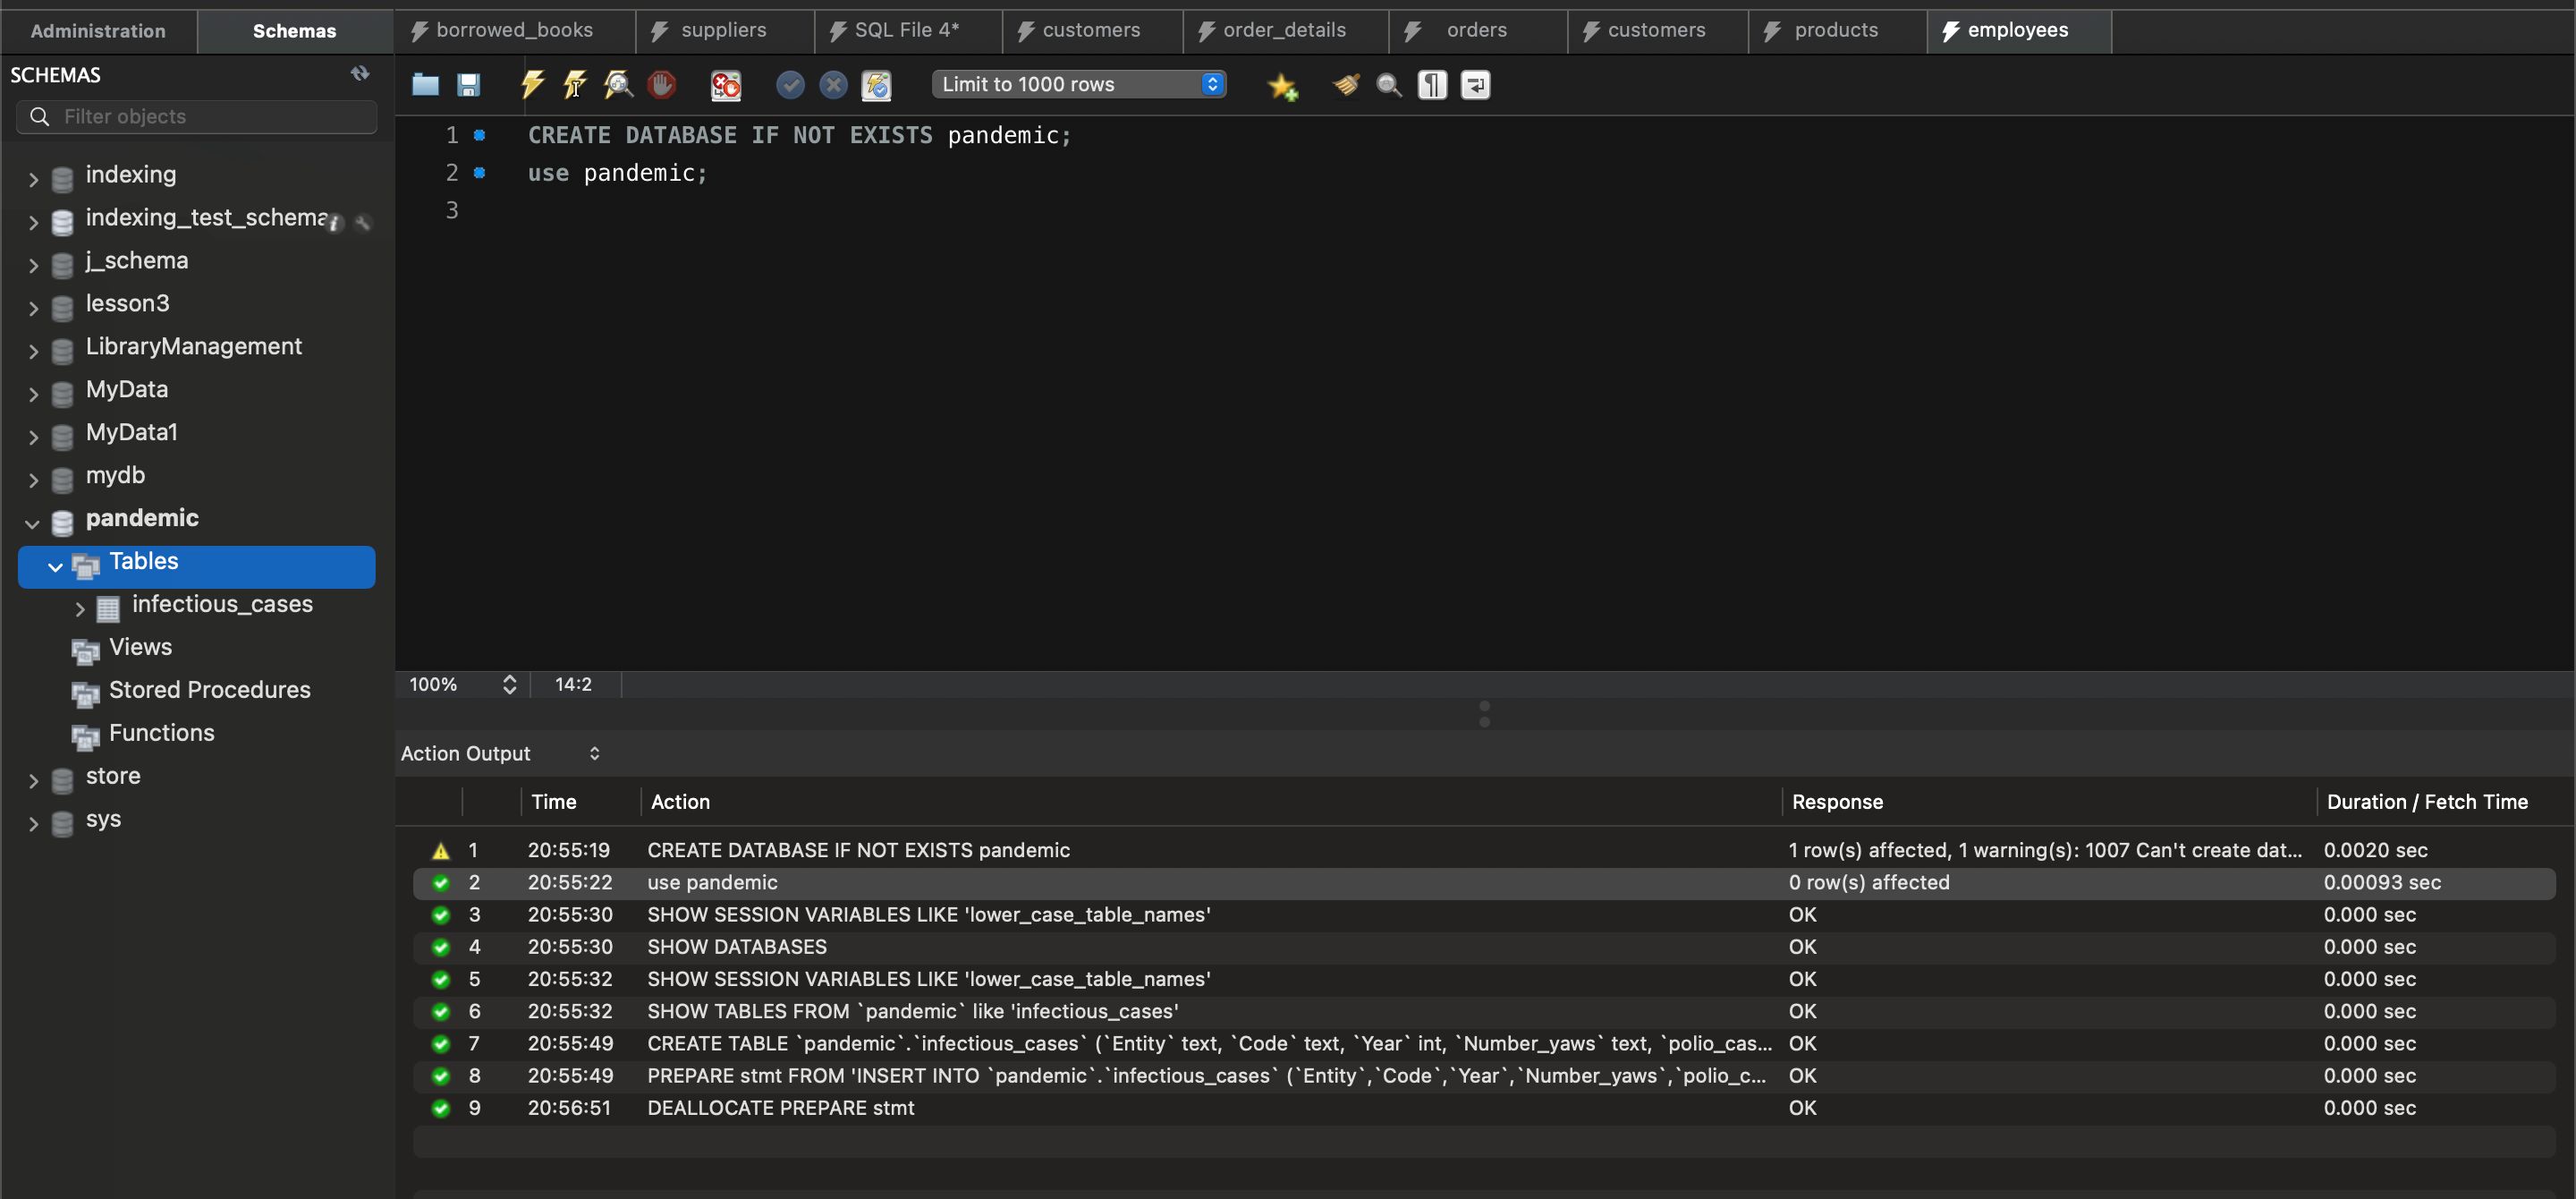 Administration Schemas borrowed_books suppliers SQL File 4* customers order_details orders customers products employees
SCHEMAS
Filter objects
Limit to 1000 rows
indexing
indexing_test_schema
j_schema
lesson3
LibraryManagement
MyData
MyData1
mydb
pandemic
Tables
infectious_cases
Views
Stored Procedures
Functions
store
sys
1 CREATE DATABASE IF NOT EXISTS pandemic;
2 use pandemic;
3
100% 14:2
Action Output
Time Action Response Duration / Fetch Time
1 20:55:19 CREATE DATABASE IF NOT EXISTS pandemic 1 row(s) affected, 1 warning(s): 1007 Can't create dat... 0.0020 sec
2 20:55:22 use pandemic 0 row(s) affected 0.00093 sec
3 20:55:30 SHOW SESSION VARIABLES LIKE 'lower_case_table_names' OK 0.000 sec
4 20:55:30 SHOW DATABASES OK 0.000 sec
5 20:55:32 SHOW SESSION VARIABLES LIKE 'lower_case_table_names' OK 0.000 sec
6 20:55:32 SHOW TABLES FROM `pandemic` like 'infectious_cases' OK 0.000 sec
7 20:55:49 CREATE TABLE `pandemic`.`infectious_cases` (`Entity` text, `Code` text, `Year` int, `Number_yaws` text, `polio_cas... OK 0.000 sec
8 20:55:49 PREPARE stmt FROM 'INSERT INTO `pandemic`.`infectious_cases` (`Entity`,`Code`,`Year`,`Number_yaws`,`polio_c... OK 0.000 sec
9 20:56:51 DEALLOCATE PREPARE stmt OK 0.000 sec